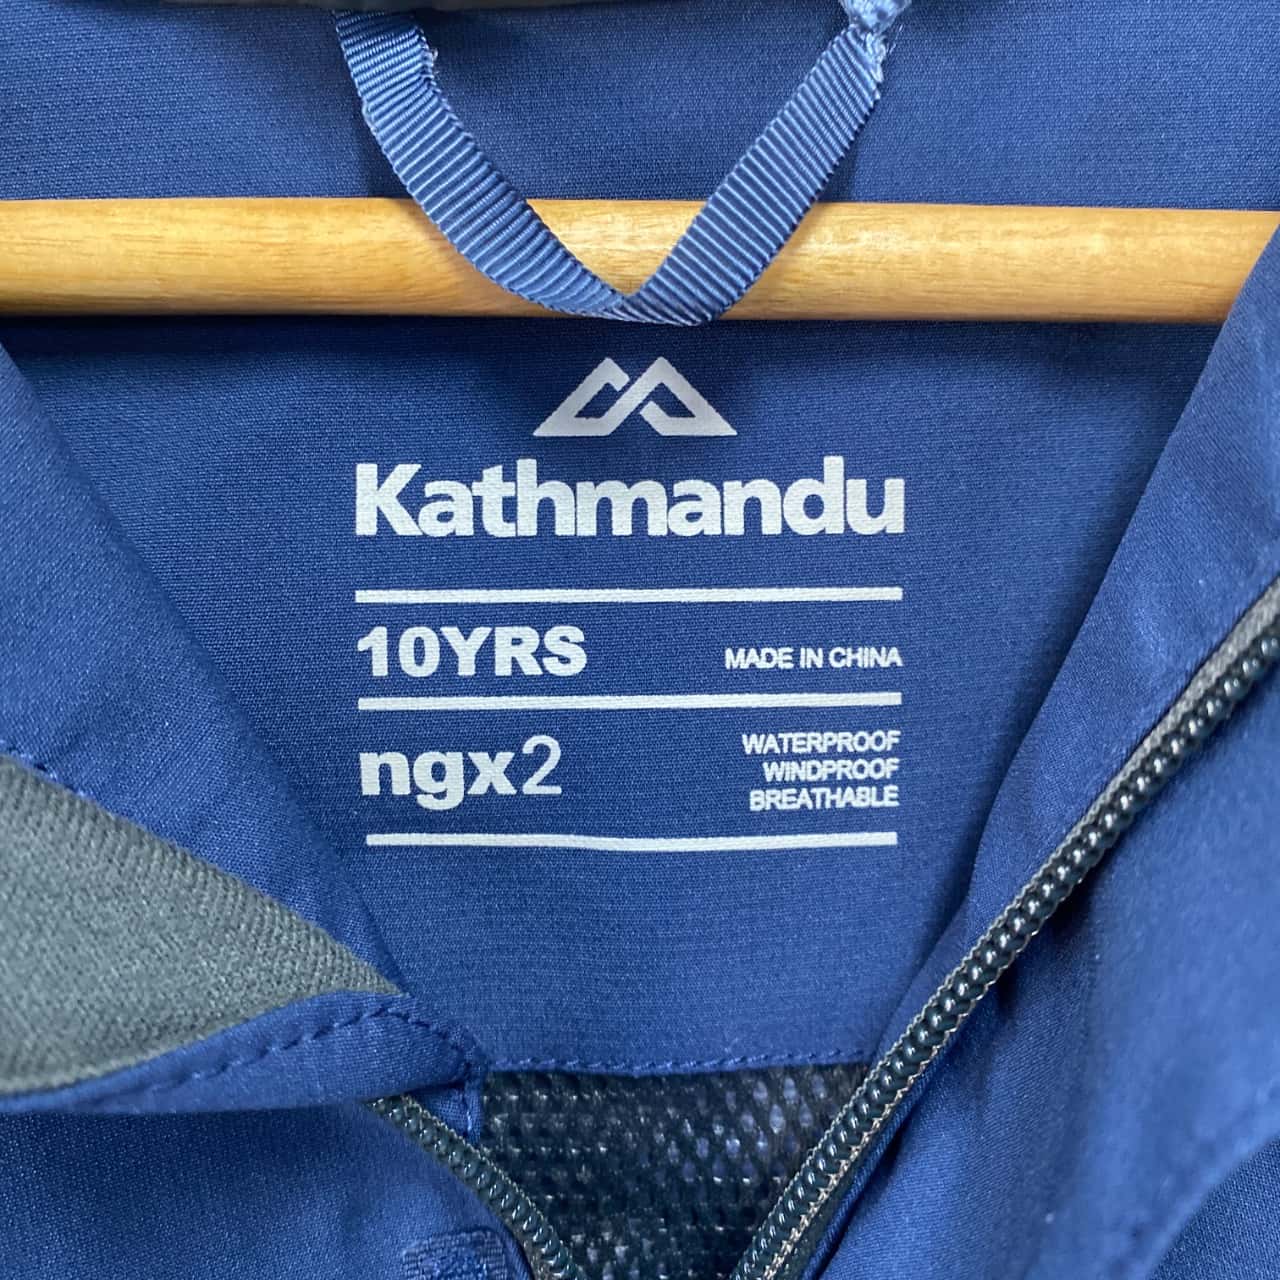 Kathmandu
10YRS
MADE IN CHINA
ngx2
WATERPROOF
WINDPROOF
BREATHABLE